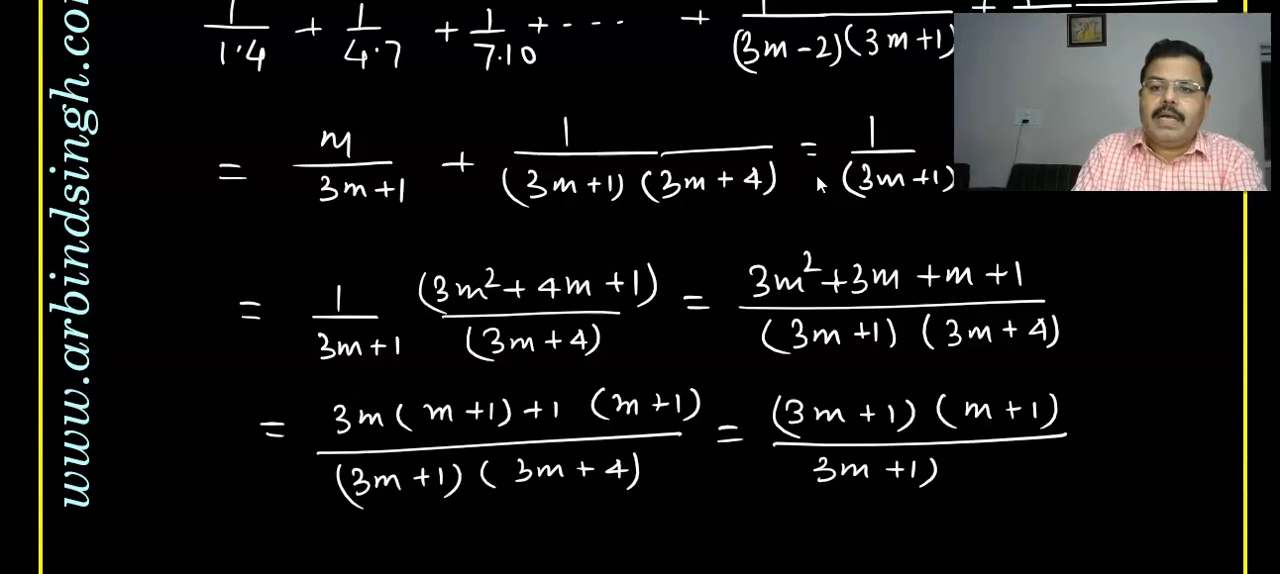 www.arbindsingh.co
1/1·4 + 1/4·7 + 1/7·10 + ---- + 1/(3m-2)(3m+1) + 1
= m/3m+1 + 1/(3m+1)(3m+4) = 1/(3m+1)
= 1/3m+1 (3m²+4m+1)/(3m+4) = 3m²+3m+m+1/(3m+1)(3m+4)
= 3m(m+1)+1(m+1)/(3m+1)(3m+4) = (3m+1)(m+1)/3m+1)